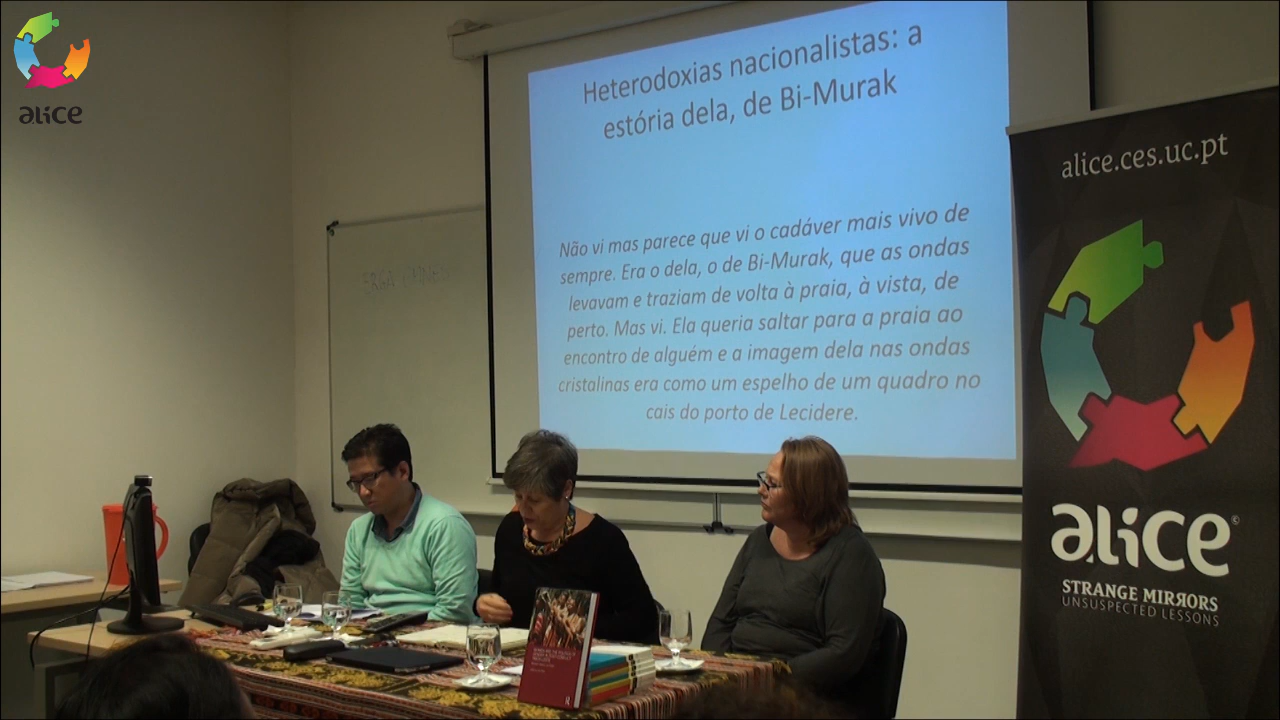 alice
Heterodoxias nacionalistas: a
estória dela, de Bi-Murak
Não vi mas parece que vi o cadáver mais vivo de
sempre. Era o dela, o de Bi-Murak, que as ondas
levavam e traziam de volta à praia, à vista, de
perto. Mas vi. Ela queria saltar para a praia ao
encontro de alguém e a imagem dela nas ondas
cristalinas era como um espelho de um quadro no
cais do porto de Lecidere.
alice.ces.uc.pt
alice©
STRANGE MIRRORS
UNSUSPECTED LESSONS